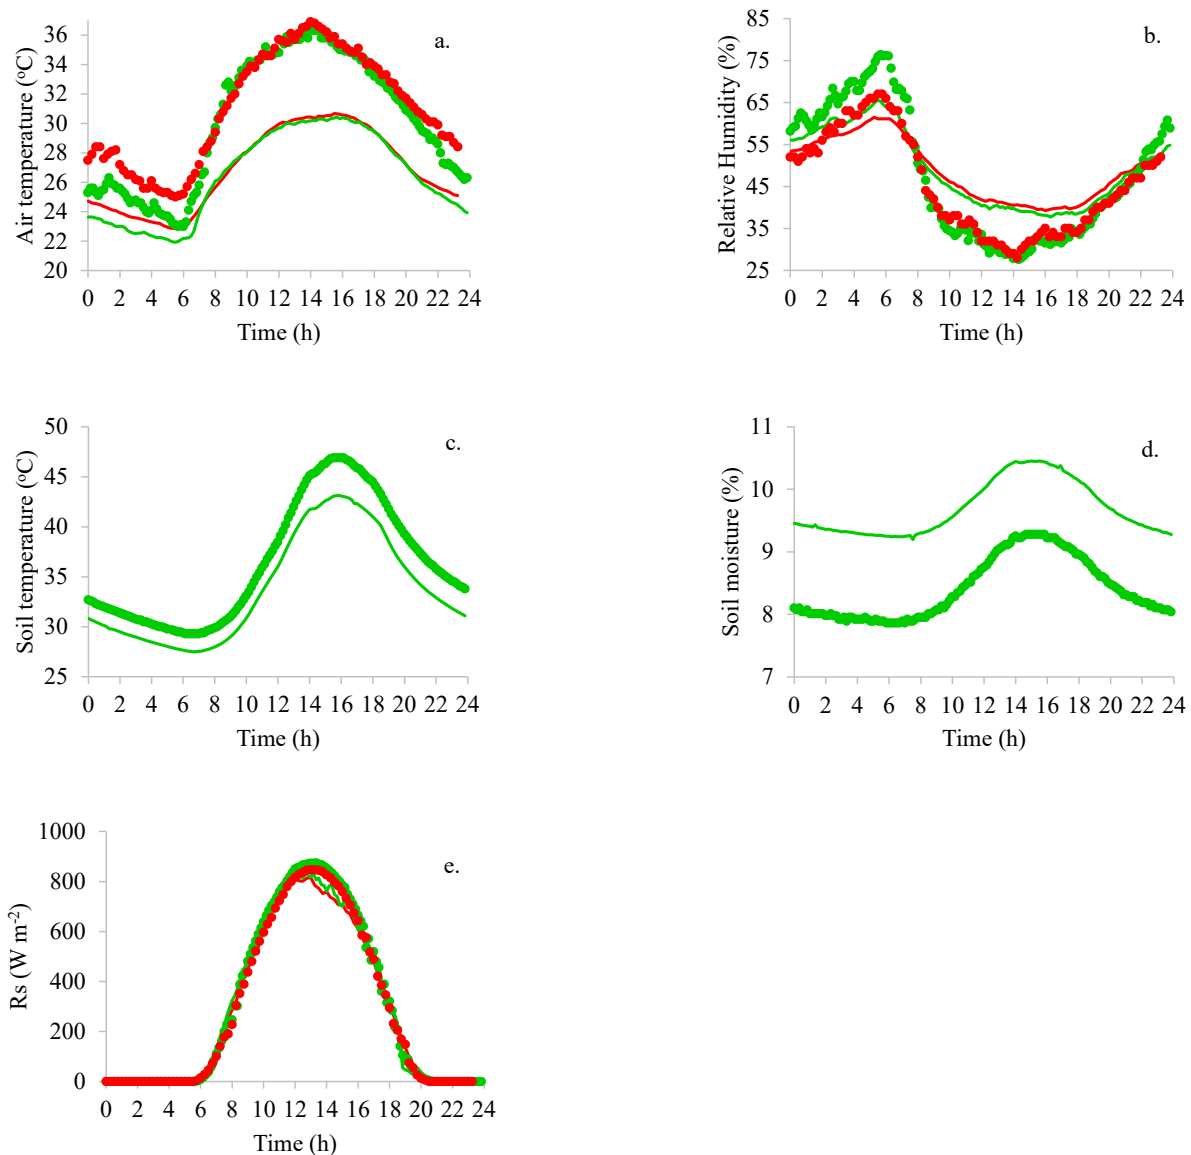 a.
Air temperature (°C)
36
34
32
30
28
26
24
22
20
0 2 4 6 8 10 12 14 16 18 20 22 24
Time (h)
b.
Relative Humidity (%)
85
75
65
55
45
35
25
0 2 4 6 8 10 12 14 16 18 20 22 24
Time (h)
c.
Soil temperature (°C)
50
45
40
35
30
25
0 2 4 6 8 10 12 14 16 18 20 22 24
Time (h)
d.
Soil moisture (%)
11
10
9
8
7
0 2 4 6 8 10 12 14 16 18 20 22 24
Time (h)
e.
Rs (W m⁻²)
1000
800
600
400
200
0
0 2 4 6 8 10 12 14 16 18 20 22 24
Time (h)